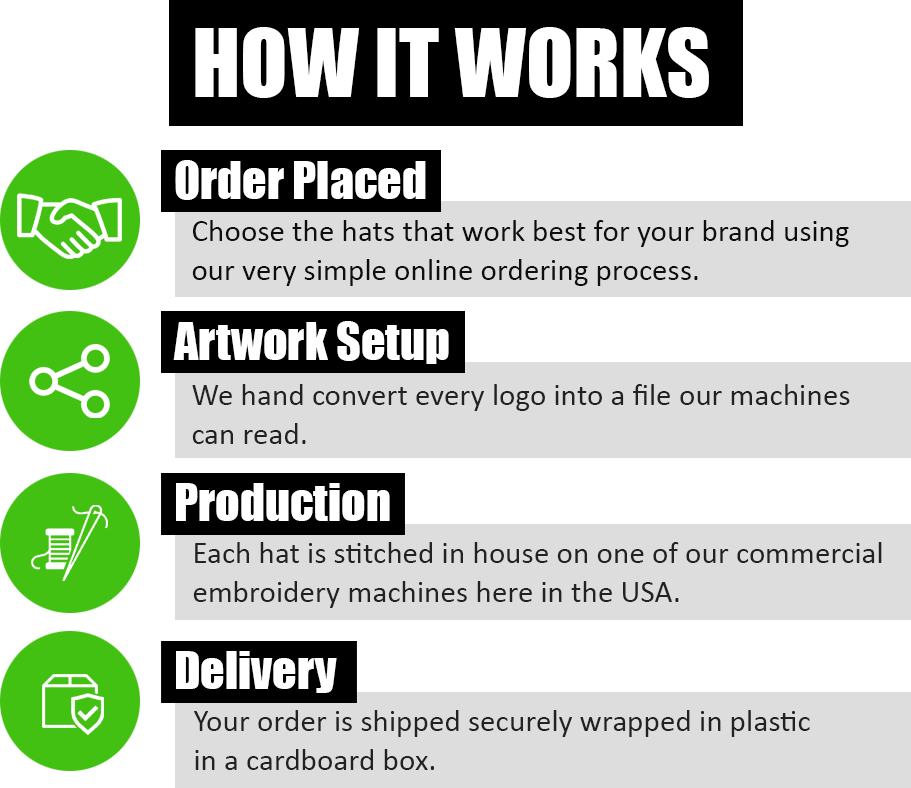 HOW IT WORKS
Order Placed
Choose the hats that work best for your brand using
our very simple online ordering process.
Artwork Setup
We hand convert every logo into a file our machines
can read.
Production
Each hat is stitched in house on one of our commercial
embroidery machines here in the USA.
Delivery
Your order is shipped securely wrapped in plastic
in a cardboard box.